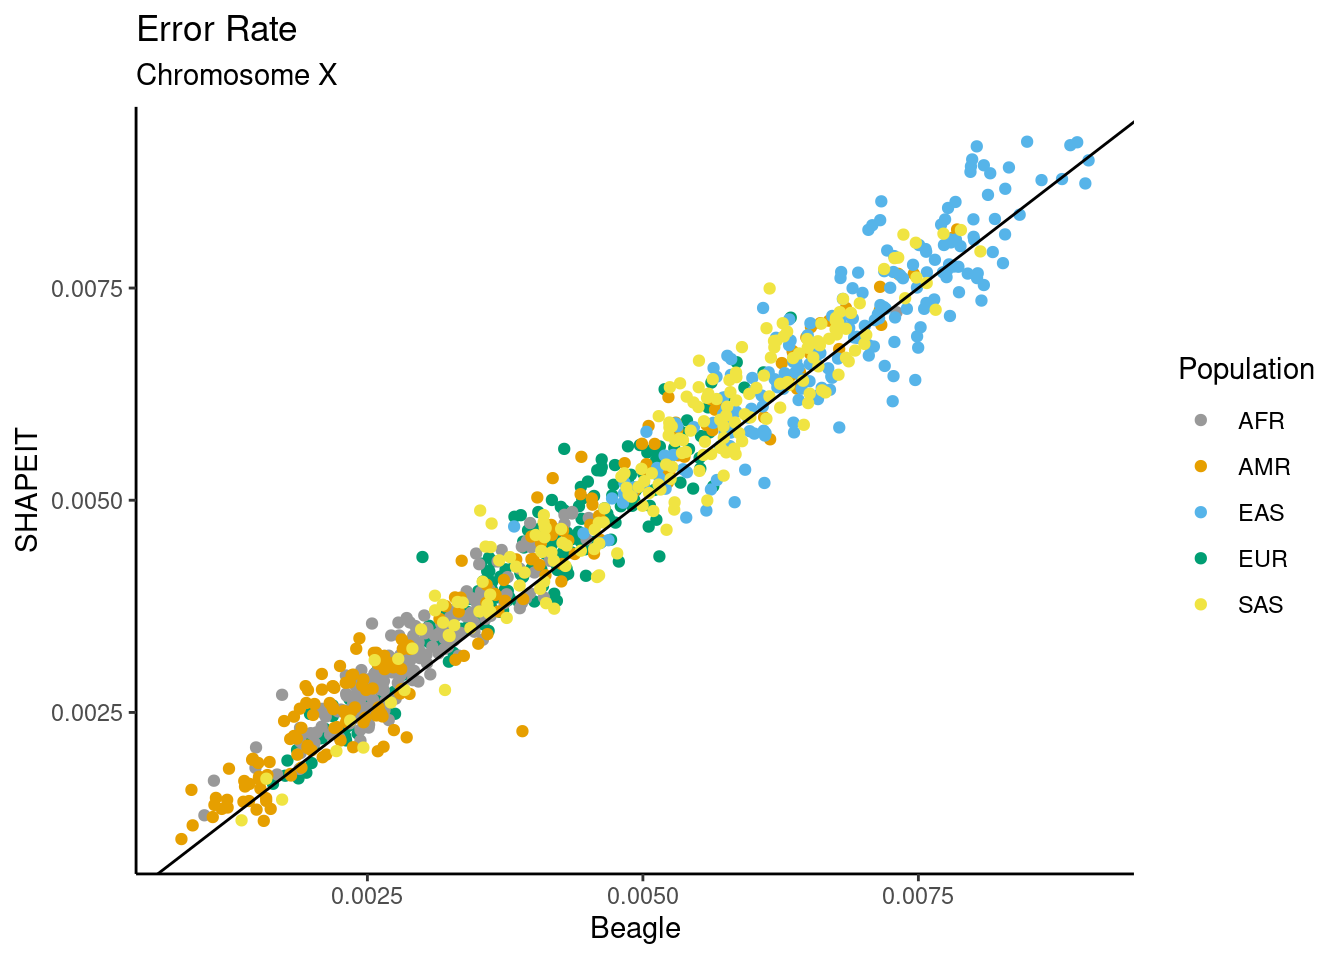 Error Rate
Chromosome X
SHAPEIT
0.0075
0.0050
0.0025
0.0025 0.0050 0.0075
Beagle
Population
AFR
AMR
EAS
EUR
SAS